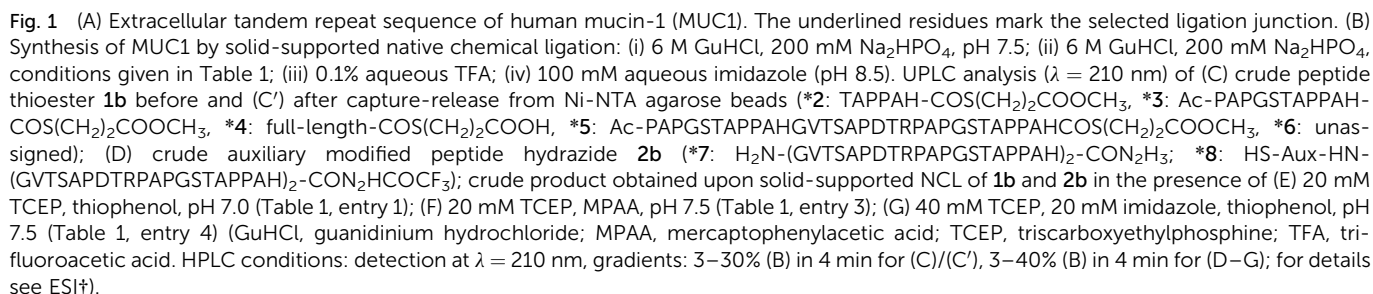 Fig. 1 (A) Extracellular tandem repeat sequence of human mucin-1 (MUC1). The underlined residues mark the selected ligation junction. (B)
Synthesis of MUC1 by solid-supported native chemical ligation: (i) 6 M GuHCl, 200 mM Na₂HPO₄, pH 7.5; (ii) 6 M GuHCl, 200 mM Na₂HPO₄,
conditions given in Table 1; (iii) 0.1% aqueous TFA; (iv) 100 mM aqueous imidazole (pH 8.5). UPLC analysis (λ = 210 nm) of (C) crude peptide
thioester 1b before and (C′) after capture-release from Ni-NTA agarose beads (*2: TAPPAH-COS(CH₂)₂COOCH₃, *3: Ac-PAPGSTAPPAH-
COS(CH₂)₂COOCH₃, *4: full-length-COS(CH₂)₂COOH, *5: Ac-PAPGSTAPPAHGVTSAPDTRPAPGSTAPPAHCOS(CH₂)₂COOCH₃, *6: unas-
signed); (D) crude auxiliary modified peptide hydrazide 2b (*7: H₂N-(GVTSAPDTRPAPGSTAPPAH)₂-CON₂H₃; *8: HS-Aux-HN-
(GVTSAPDTRPAPGSTAPPAH)₂-CON₂HCOCF₃); crude product obtained upon solid-supported NCL of 1b and 2b in the presence of (E) 20 mM
TCEP, thiophenol, pH 7.0 (Table 1, entry 1); (F) 20 mM TCEP, MPAA, pH 7.5 (Table 1, entry 3); (G) 40 mM TCEP, 20 mM imidazole, thiophenol, pH
7.5 (Table 1, entry 4) (GuHCl, guanidinium hydrochloride; MPAA, mercaptophenylacetic acid; TCEP, triscarboxyethylphosphine; TFA, tri-
fluoroacetic acid. HPLC conditions: detection at λ = 210 nm, gradients: 3–30% (B) in 4 min for (C)/(C′), 3–40% (B) in 4 min for (D–G); for details
see ESI†).